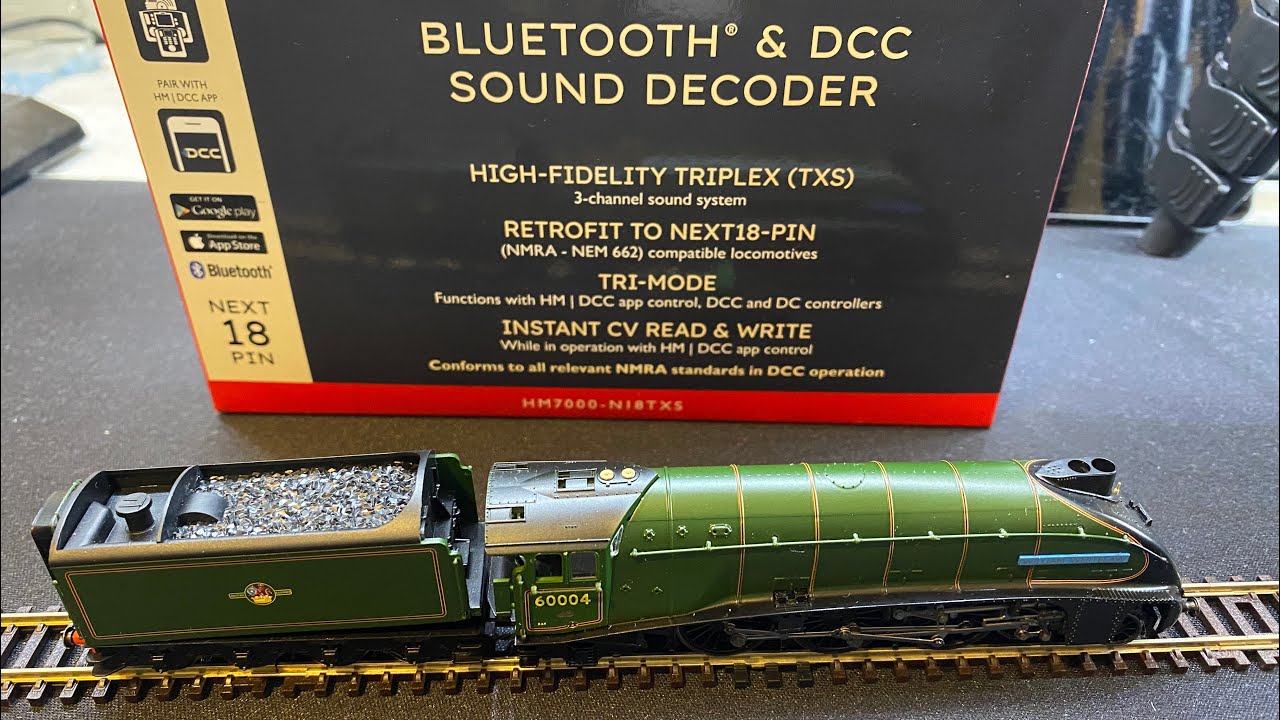 PAIR WITH
HM | DCC APP
DCC
GET IT ON
Google play
Download on the
App Store
Bluetooth®
NEXT
18
PIN
BLUETOOTH® & DCC
SOUND DECODER
HIGH-FIDELITY TRIPLEX (TXS)
3-channel sound system
RETROFIT TO NEXT18-PIN
(NMRA - NEM 662) compatible locomotives
TRI-MODE
Functions with HM | DCC app control, DCC and DC controllers
INSTANT CV READ & WRITE
While in operation with HM | DCC app control
Conforms to all relevant NMRA standards in DCC operation
HM7000-N18TXS
60004